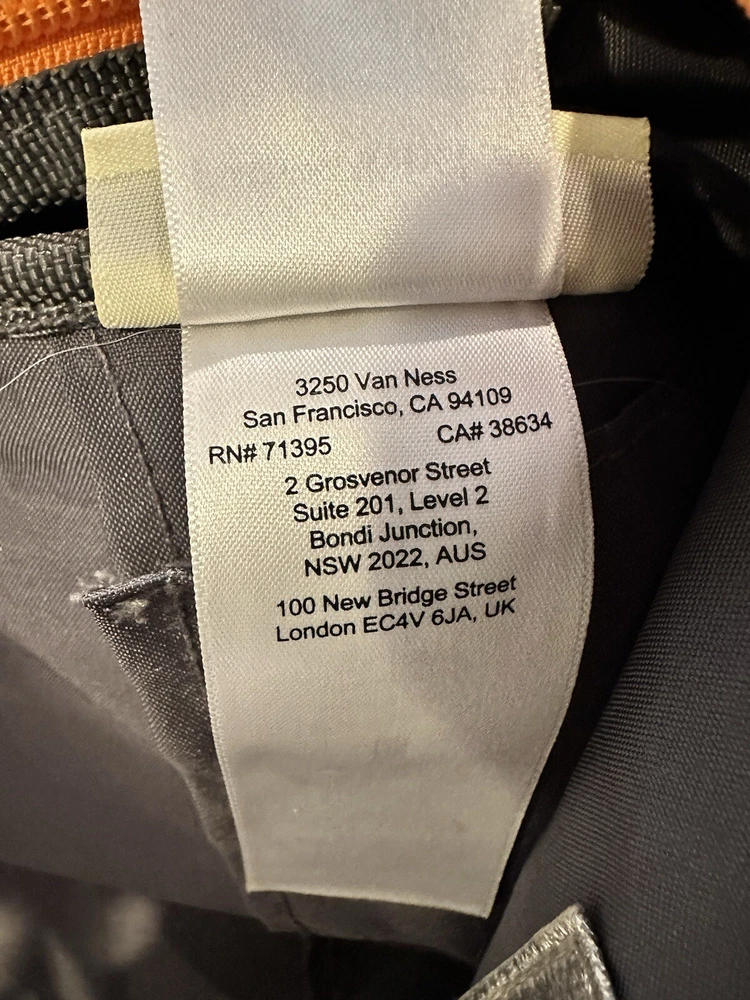 3250 Van Ness
San Francisco, CA 94109
RN# 71395 CA# 38634
2 Grosvenor Street
Suite 201, Level 2
Bondi Junction,
NSW 2022, AUS
100 New Bridge Street
London EC4V 6JA, UK